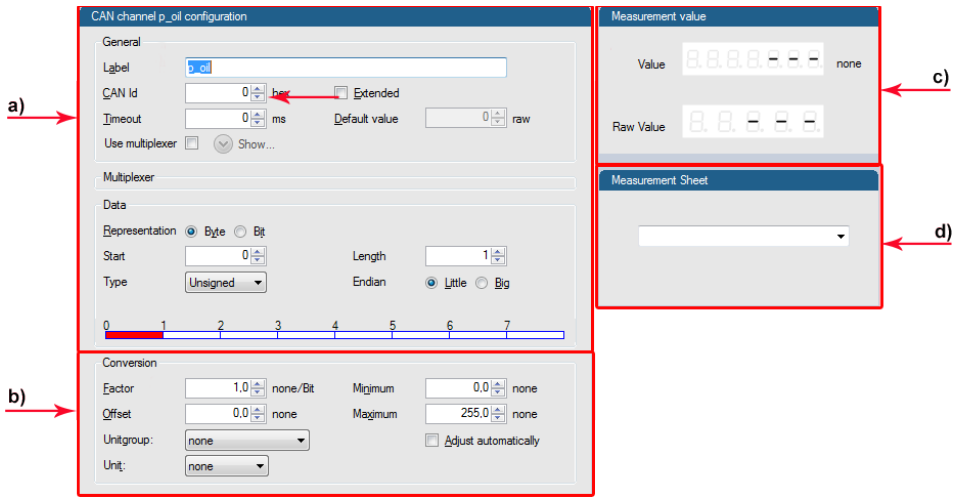 CAN channel p_oil configuration
General
Label p_oil
CAN Id 0 hex Extended
Timeout 0 ms Default value 0 raw
Use multiplexer Show...
Multiplexer
Data
Representation Byte Bit
Start 0 Length 1
Type Unsigned Endian Little Big
0 1 2 3 4 5 6 7
Conversion
Factor 1,0 none/Bit Minimum 0,0 none
Offset 0,0 none Maximum 255,0 none
Unitgroup: none Adjust automatically
Unit: none
Measurement value
Value - - - none
Raw Value - - -
Measurement Sheet
a)
b)
c)
d)